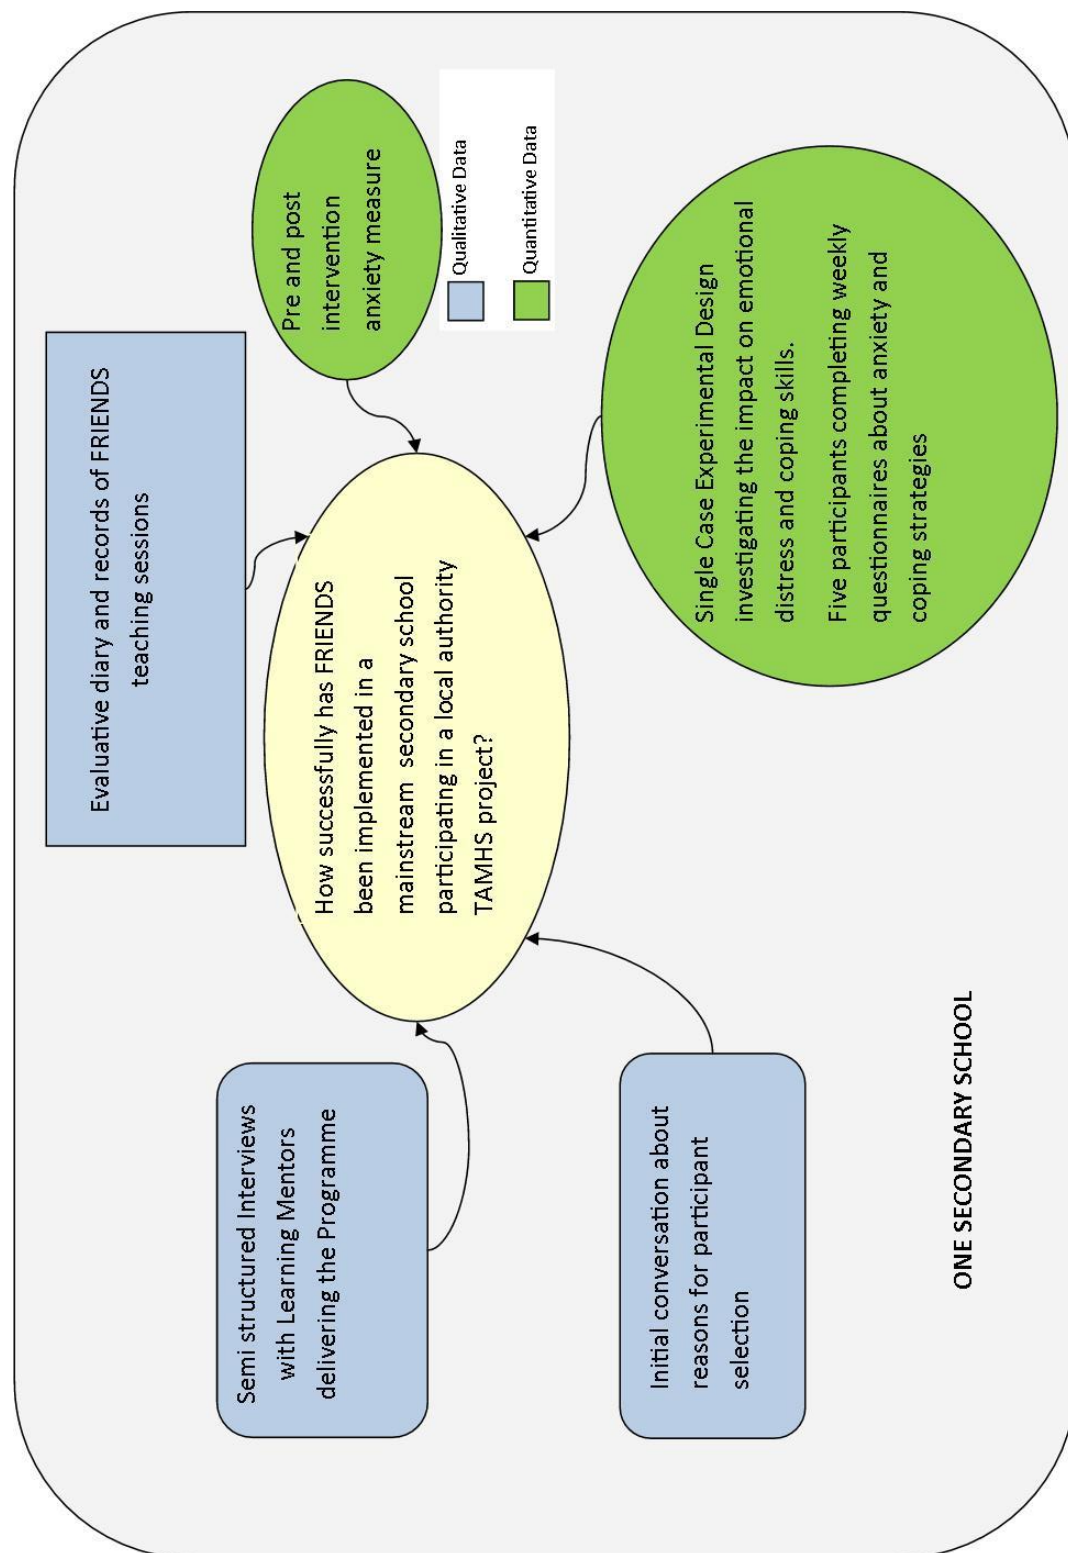 Semi structured Interviews
with Learning Mentors
delivering the Programme
Evaluative diary and records of FRIENDS
teaching sessions
Pre and post
intervention
anxiety measure
How successfully has FRIENDS
been implemented in a
mainstream secondary school
participating in a local authority
TAMHS project?
Qualitative Data
Quantitative Data
Initial conversation about
reasons for participant
selection
Single Case Experimental Design
investigating the impact on emotional
distress and coping skills.
Five participants completing weekly
questionnaires about anxiety and
coping strategies
ONE SECONDARY SCHOOL